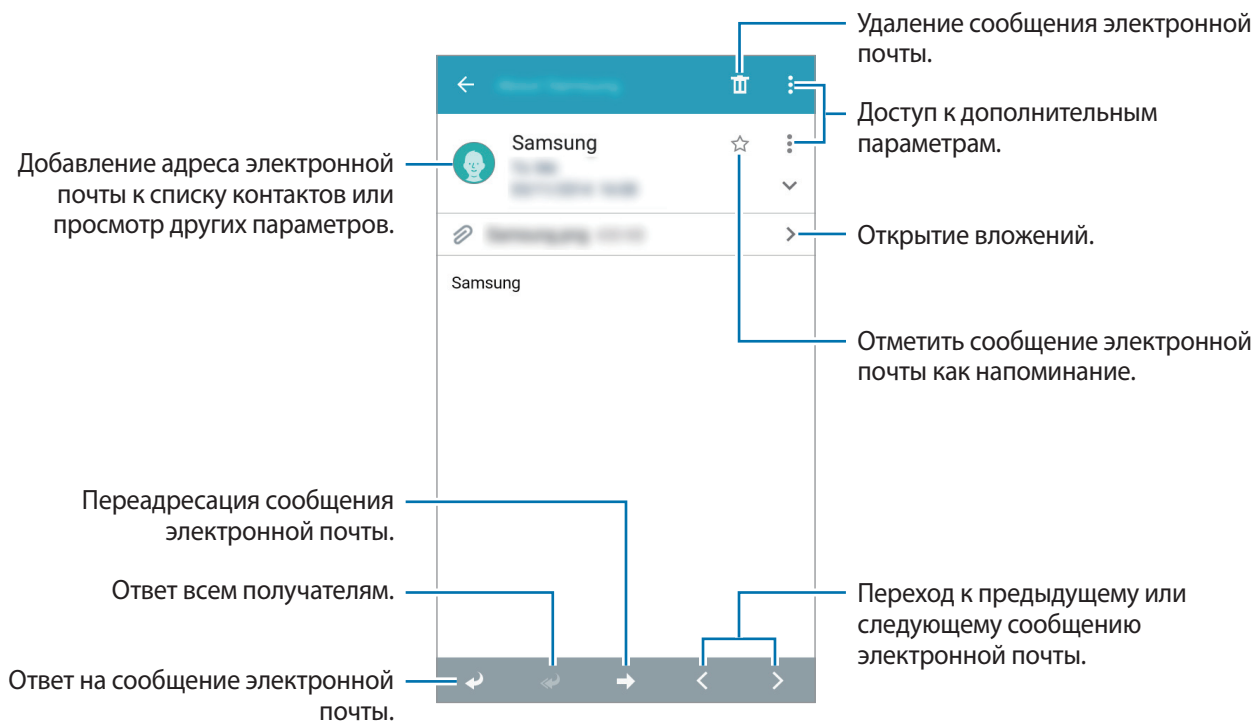 Удаление сообщения электронной
почты.
Доступ к дополнительным
параметрам.
Samsung
Добавление адреса электронной
почты к списку контактов или
просмотр других параметров.
Открытие вложений.
Samsung
Отметить сообщение электронной
почты как напоминание.
Переадресация сообщения
электронной почты.
Ответ всем получателям.
Переход к предыдущему или
следующему сообщению
электронной почты.
Ответ на сообщение электронной
почты.